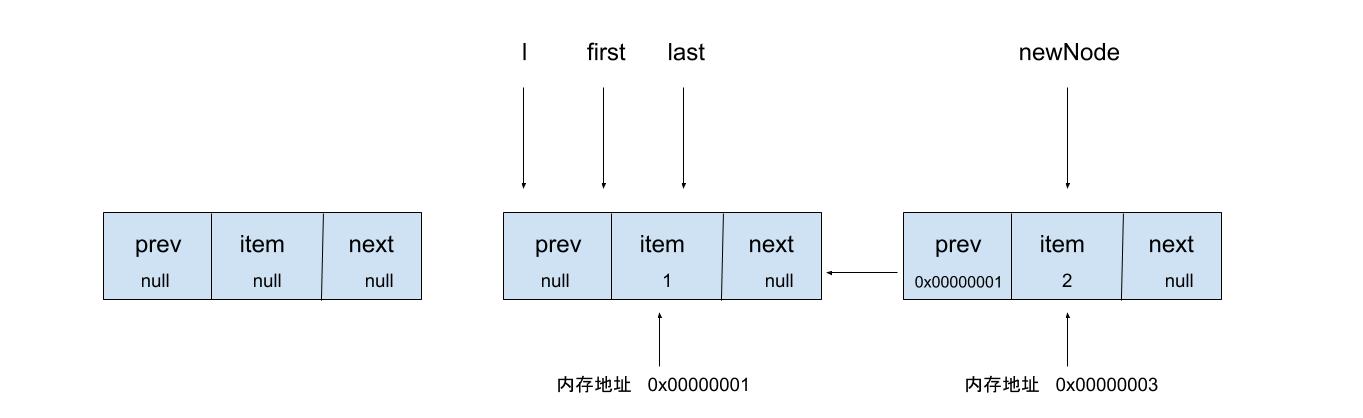 l first last newNode
prev item next prev item next prev item next
null null null null 1 null 0x00000001 2 null
内存地址 0x00000001 内存地址 0x00000003